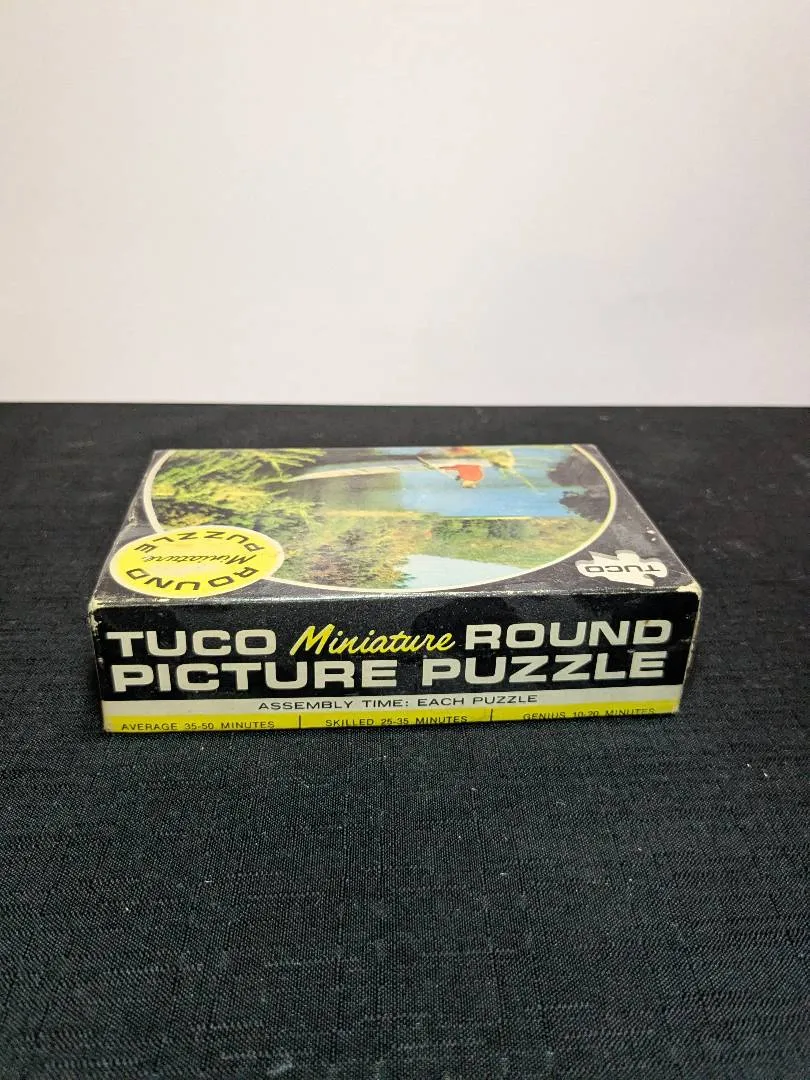 Miniature
ROUND
PUZZLE
TUCO
TUCO Miniature ROUND
PICTURE PUZZLE
ASSEMBLY TIME: EACH PUZZLE
AVERAGE 35-50 MINUTES | SKILLED 25-35 MINUTES | GENIUS 10-20 MINUTES